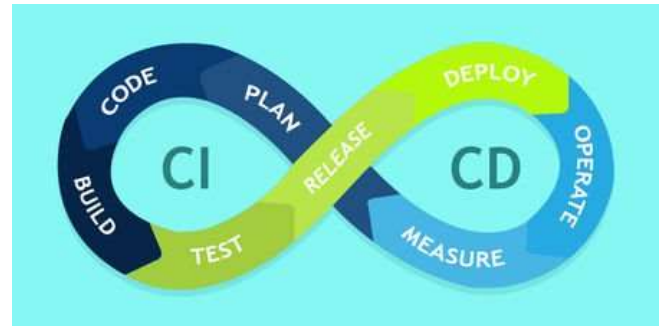 CODE
PLAN
BUILD
CI
TEST
RELEASE
DEPLOY
CD
OPERATE
MEASURE